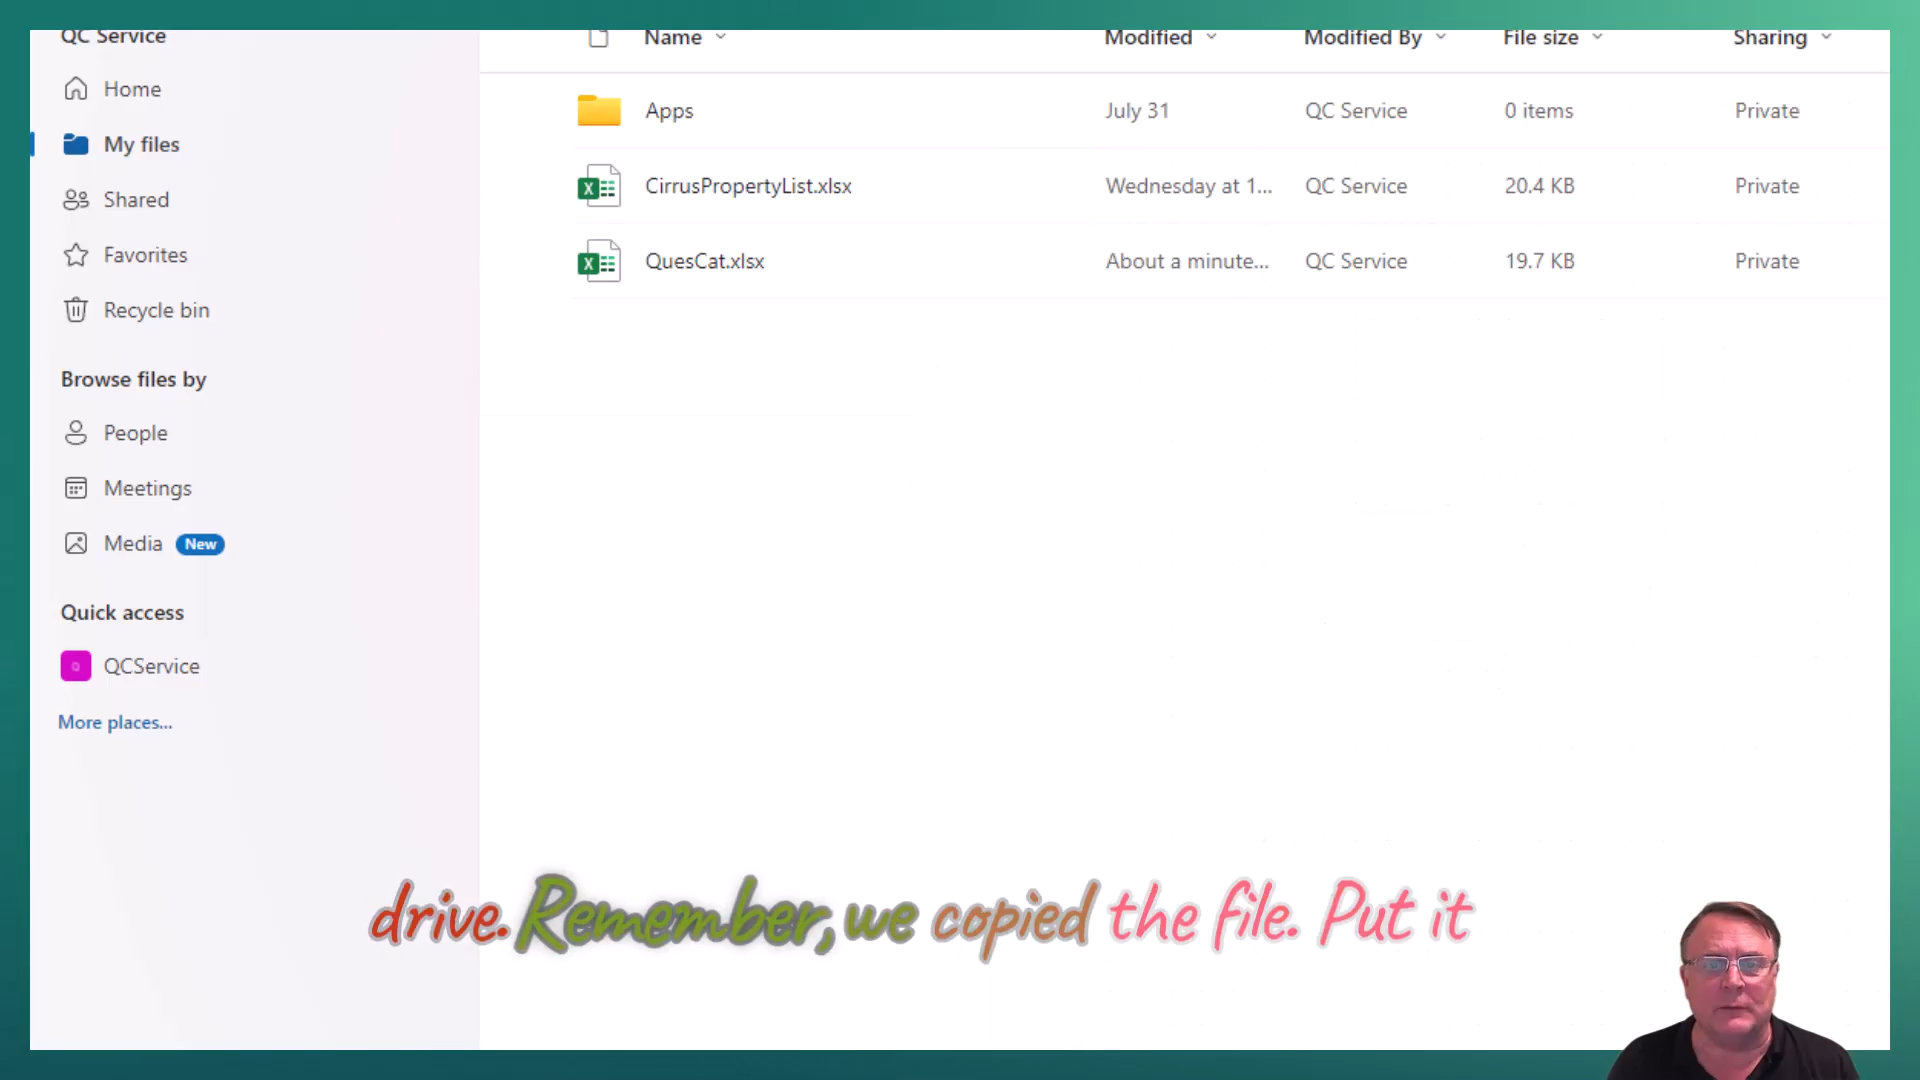 QC Service
Home
My files
Shared
Favorites
Recycle bin
Browse files by
People
Meetings
Media New
Quick access
QCService
More places...
Name Modified Modified By File size Sharing
Apps July 31 QC Service 0 items Private
CirrusPropertyList.xlsx Wednesday at 1... QC Service 20.4 KB Private
QuesCat.xlsx About a minute... QC Service 19.7 KB Private
drive. Remember, we copied the file. Put it